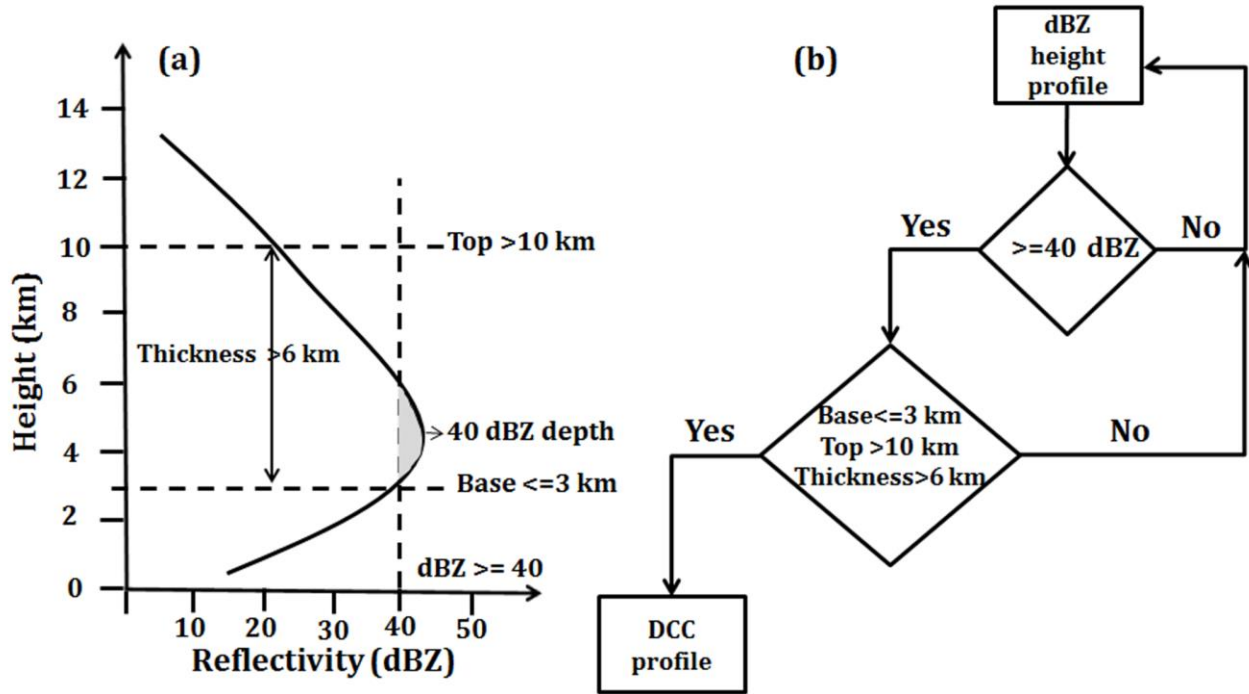 (a)
14
12
10
8
6
4
2
0
Height (km)
Top >10 km
Thickness >6 km
40 dBZ depth
Base <=3 km
dBZ >= 40
10 20 30 40 50
Reflectivity (dBZ)
(b)
dBZ
height
profile
>=40 dBZ
Yes
No
Base<=3 km
Top >10 km
Thickness>6 km
Yes
No
DCC
profile